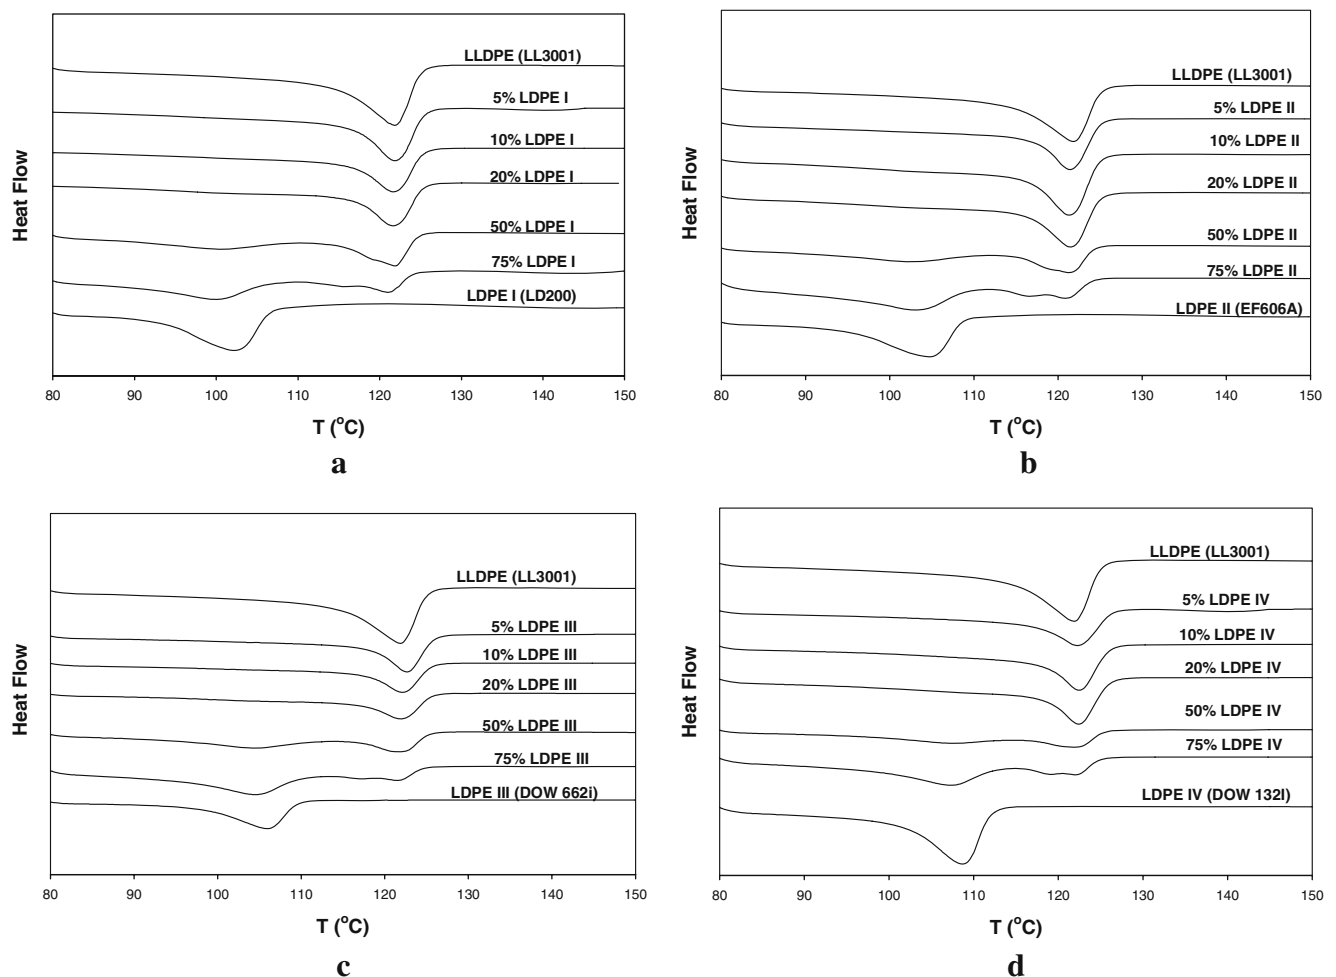 LLDPE (LL3001)
5% LDPE I
10% LDPE I
20% LDPE I
50% LDPE I
75% LDPE I
LDPE I (LD200)
Heat Flow
80 90 100 110 120 130 140 150
T (°C)
a
LLDPE (LL3001)
5% LDPE II
10% LDPE II
20% LDPE II
50% LDPE II
75% LDPE II
LDPE II (EF606A)
Heat Flow
80 90 100 110 120 130 140 150
T (°C)
b
LLDPE (LL3001)
5% LDPE III
10% LDPE III
20% LDPE III
50% LDPE III
75% LDPE III
LDPE III (DOW 662i)
Heat Flow
80 90 100 110 120 130 140 150
T (°C)
c
LLDPE (LL3001)
5% LDPE IV
10% LDPE IV
20% LDPE IV
50% LDPE IV
75% LDPE IV
LDPE IV (DOW 132I)
Heat Flow
80 90 100 110 120 130 140 150
T (°C)
d